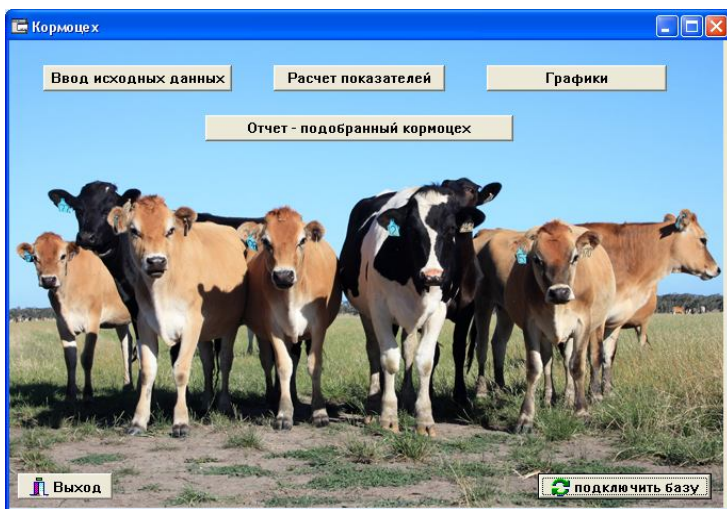 Кормоцех
Ввод исходных данных
Расчет показателей
Графики
Отчет - подобранный кормоцех
Выход
подключить базу